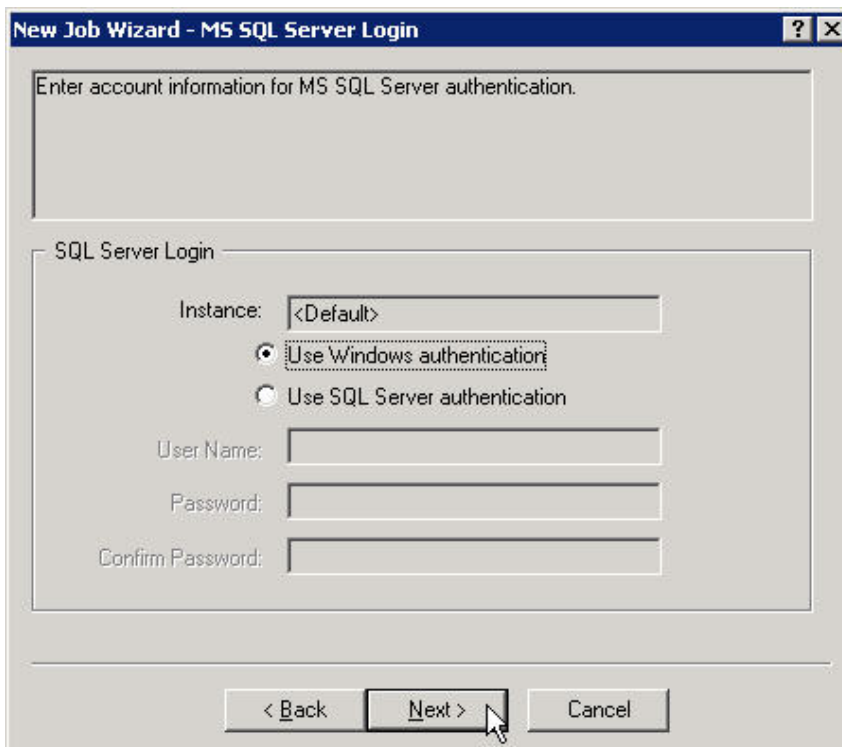 New Job Wizard - MS SQL Server Login
Enter account information for MS SQL Server authentication.
SQL Server Login
Instance: <Default>
Use Windows authentication
Use SQL Server authentication
User Name:
Password:
Confirm Password:
< Back Next > Cancel